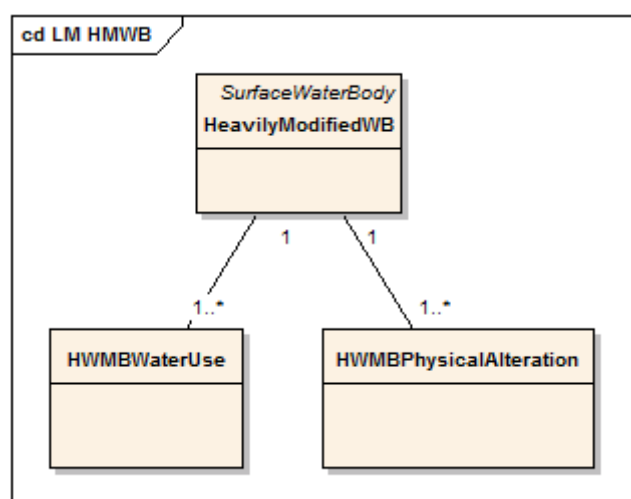 cd LM HMWB
SurfaceWaterBody
HeavilyModifiedWB
1
1
1..*
1..*
HWMBWaterUse
HWMBPhysicalAlteration